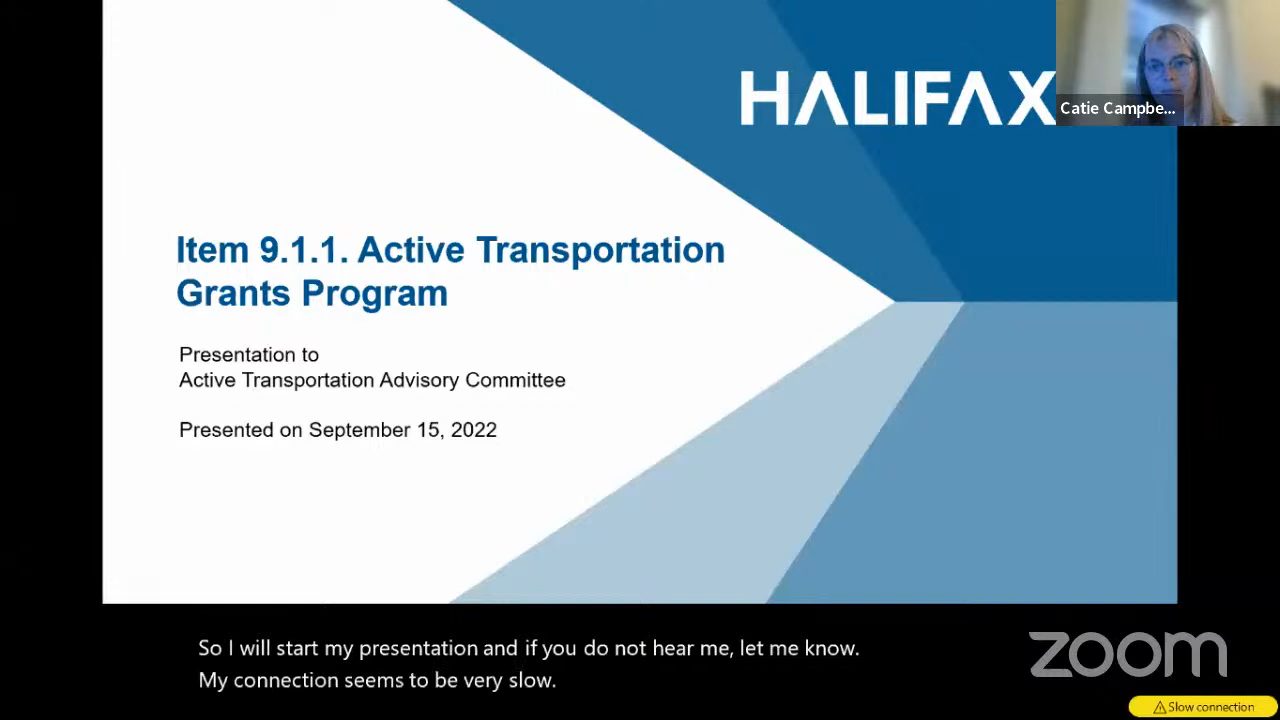 HALIFAX
Catie Campbe...
Item 9.1.1. Active Transportation
Grants Program
Presentation to
Active Transportation Advisory Committee
Presented on September 15, 2022
So I will start my presentation and if you do not hear me, let me know.
My connection seems to be very slow.
zoom
Slow connection